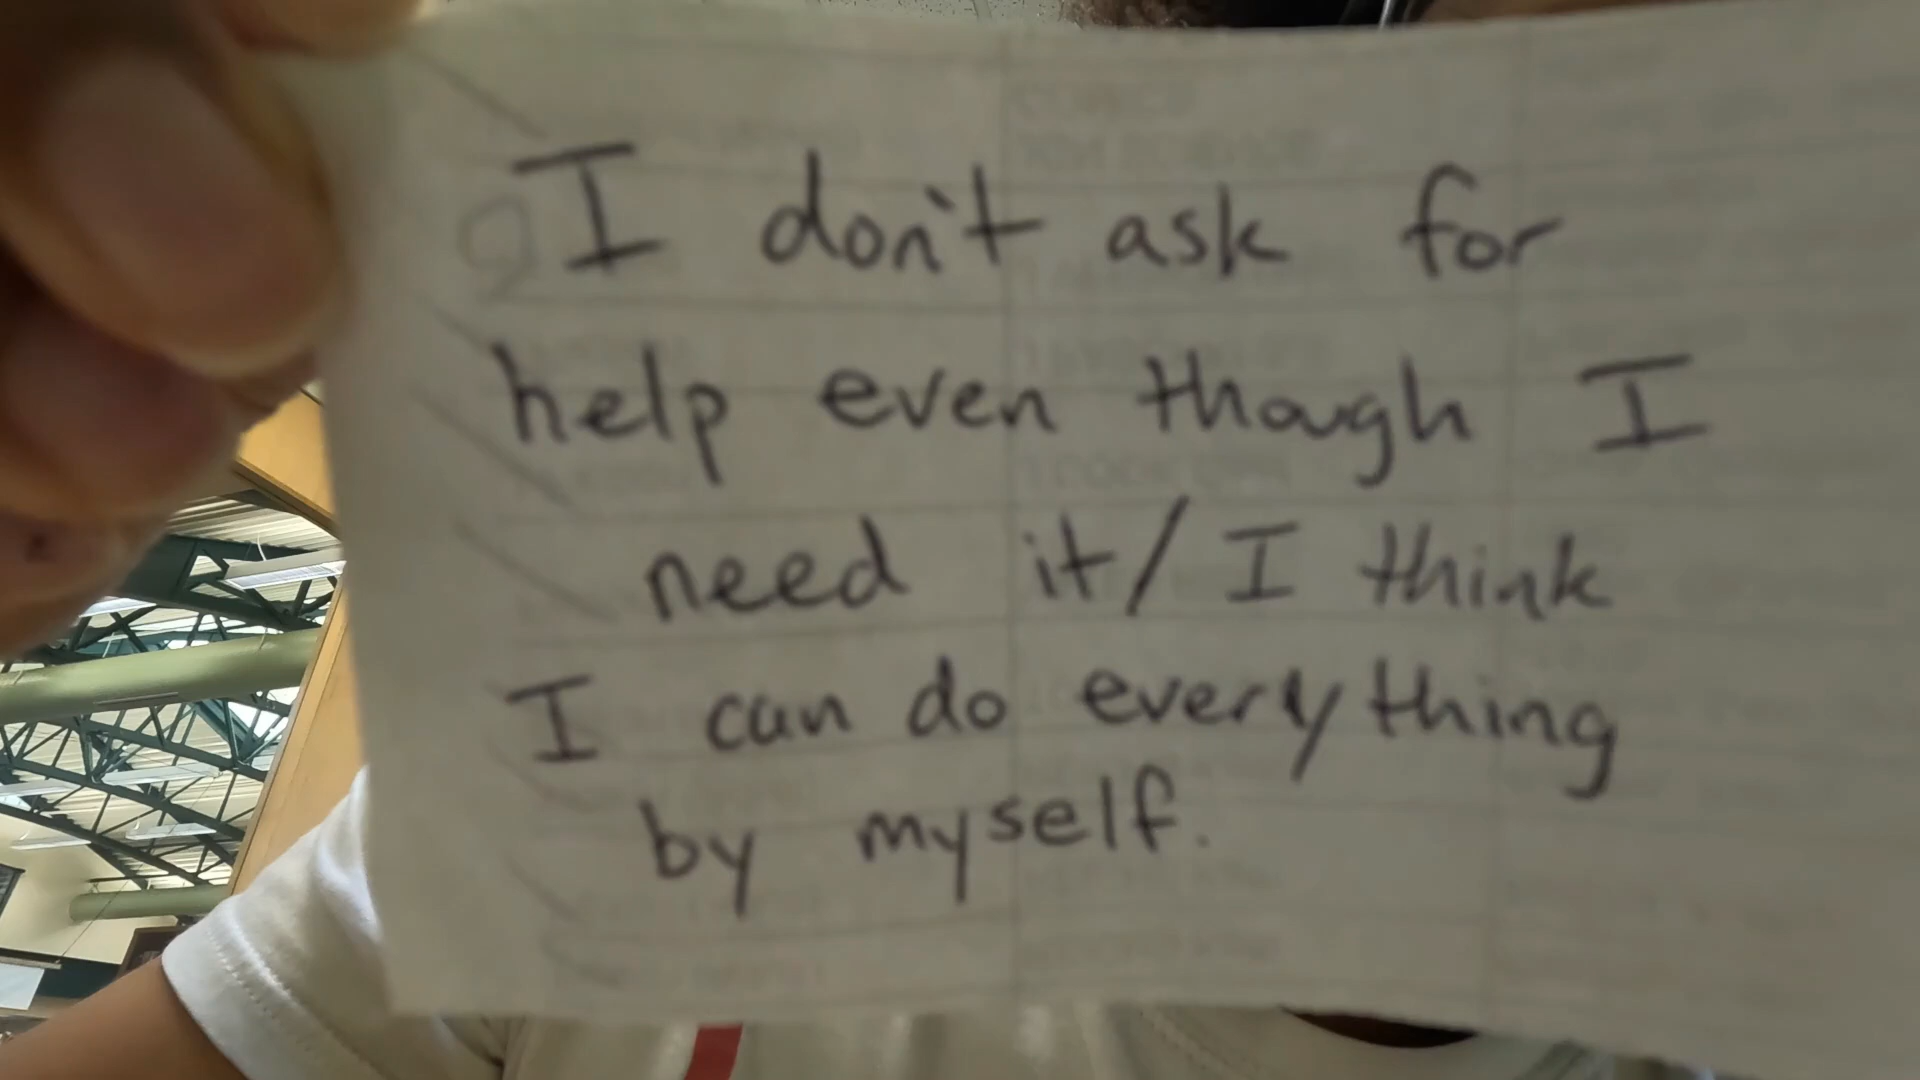 I don't ask for
help even though I
need it/I think
I can do everything
by myself.